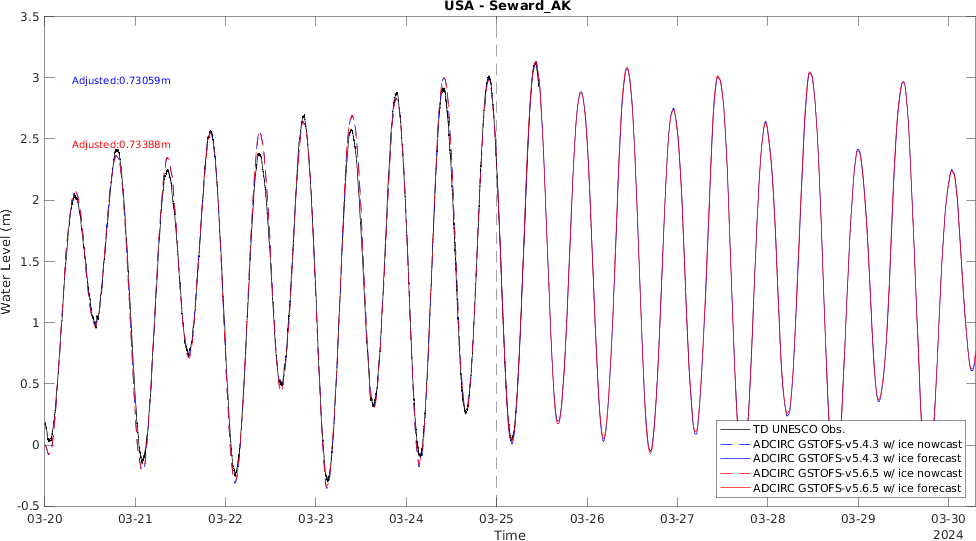 USA - Seward_AK
3.5
3
2.5
2
1.5
1
0.5
0
-0.5
Water Level (m)
Adjusted:0.73059m
Adjusted:0.73388m
TD UNESCO Obs.
ADCIRC GSTOFS-v5.4.3 w/ ice nowcast
ADCIRC GSTOFS-v5.4.3 w/ ice forecast
ADCIRC GSTOFS-v5.6.5 w/ ice nowcast
ADCIRC GSTOFS-v5.6.5 w/ ice forecast
03-20 03-21 03-22 03-23 03-24 03-25 03-26 03-27 03-28 03-29 03-30
Time
2024